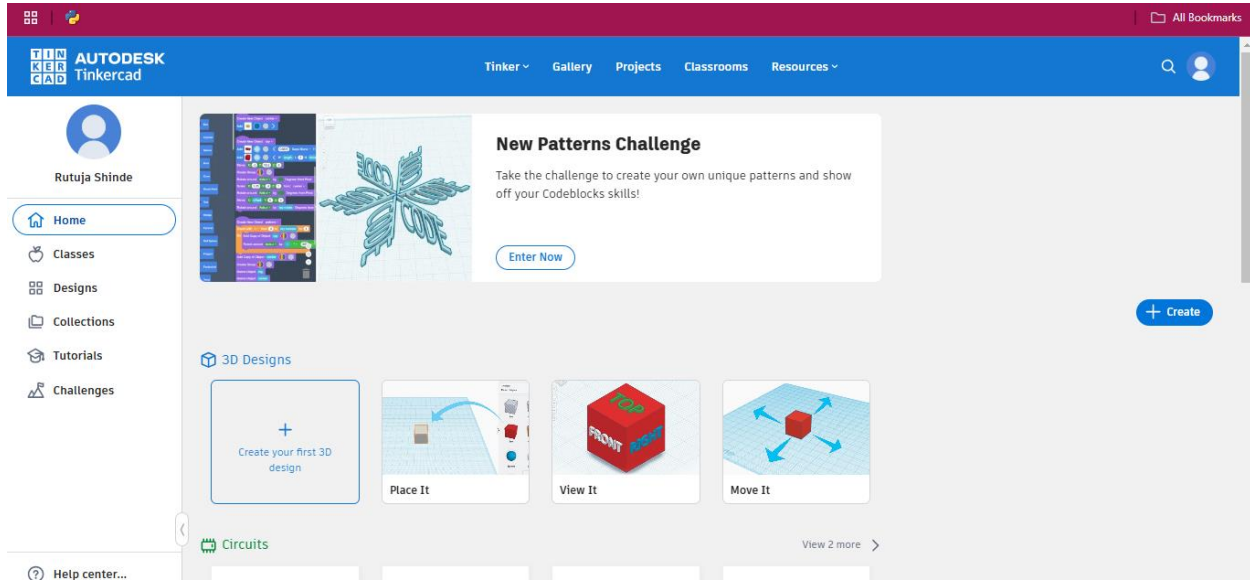 All Bookmarks
TINKERCAD
AUTODESK
Tinkercad
Tinker
Gallery
Projects
Classrooms
Resources
Rutuja Shinde
Home
Classes
Designs
Collections
Tutorials
Challenges
Help center...
New Patterns Challenge
Take the challenge to create your own unique patterns and show
off your Codeblocks skills!
Enter Now
CODE
+ Create
3D Designs
+
Create your first 3D
design
Place It
TOP
FRONT
RIGHT
View It
Move It
Circuits
View 2 more